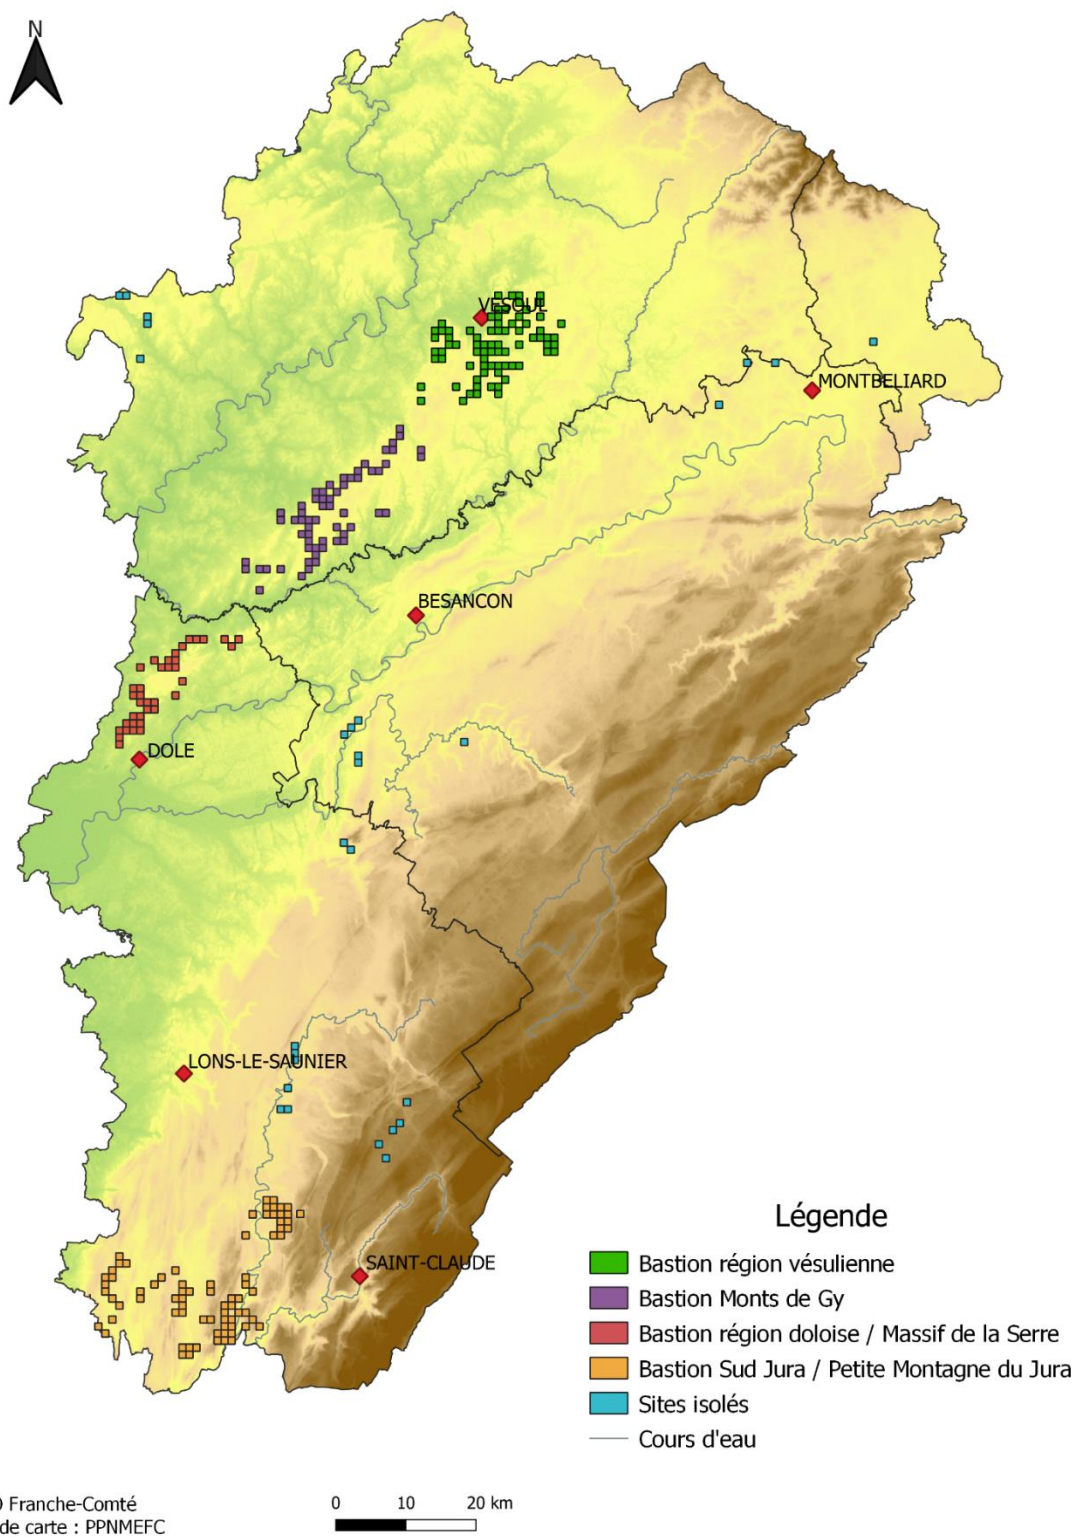 N
VESOUL
MONTBELIARD
BESANCON
DOLE
LONS-LE-SAUNIER
SAINT-CLAUDE
Légende
Bastion région vésulienne
Bastion Monts de Gy
Bastion région doloise / Massif de la Serre
Bastion Sud Jura / Petite Montagne du Jura
Sites isolés
Cours d'eau
Franche-Comté
de carte : PPNMEFC
0 10 20 km